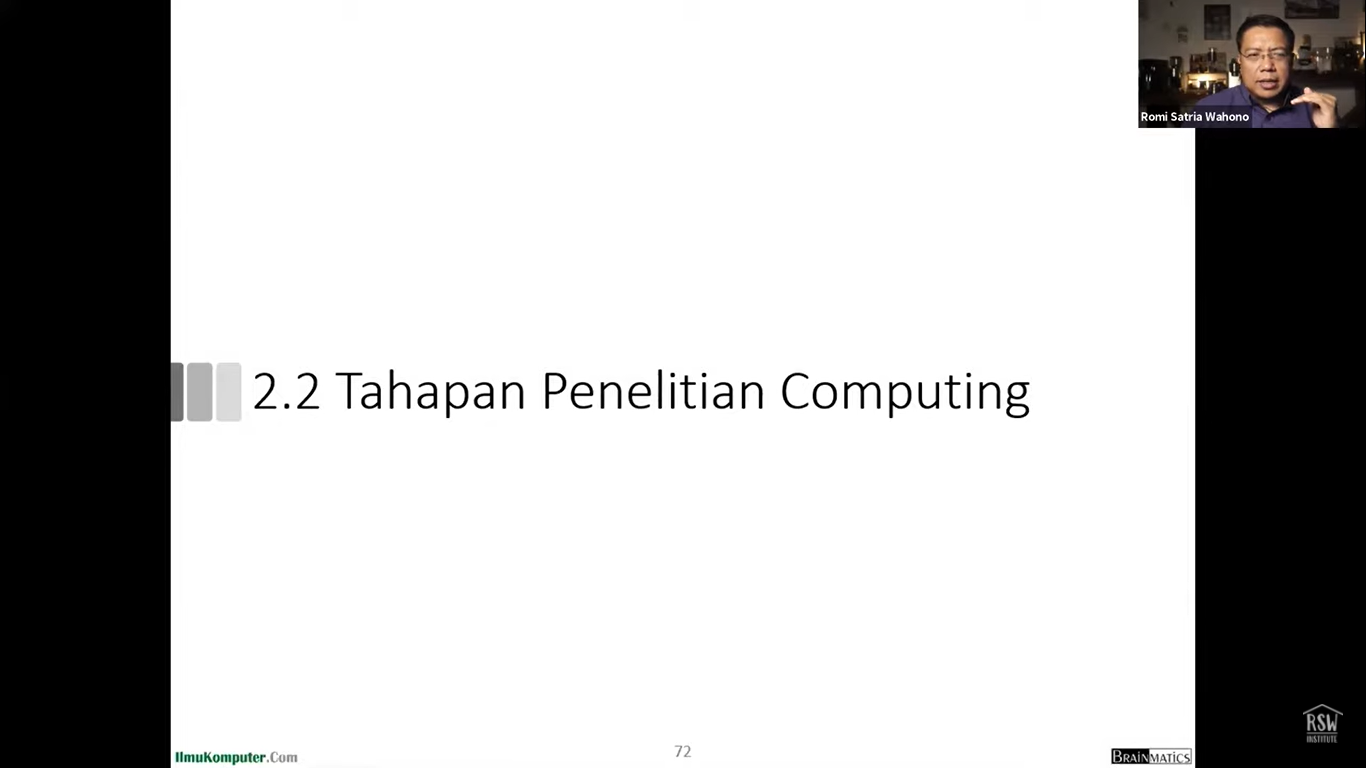 Romi Satria Wahono
2.2 Tahapan Penelitian Computing
IlmuKomputer.Com
72
BRAINMATICS
RSW
INSTITUTE